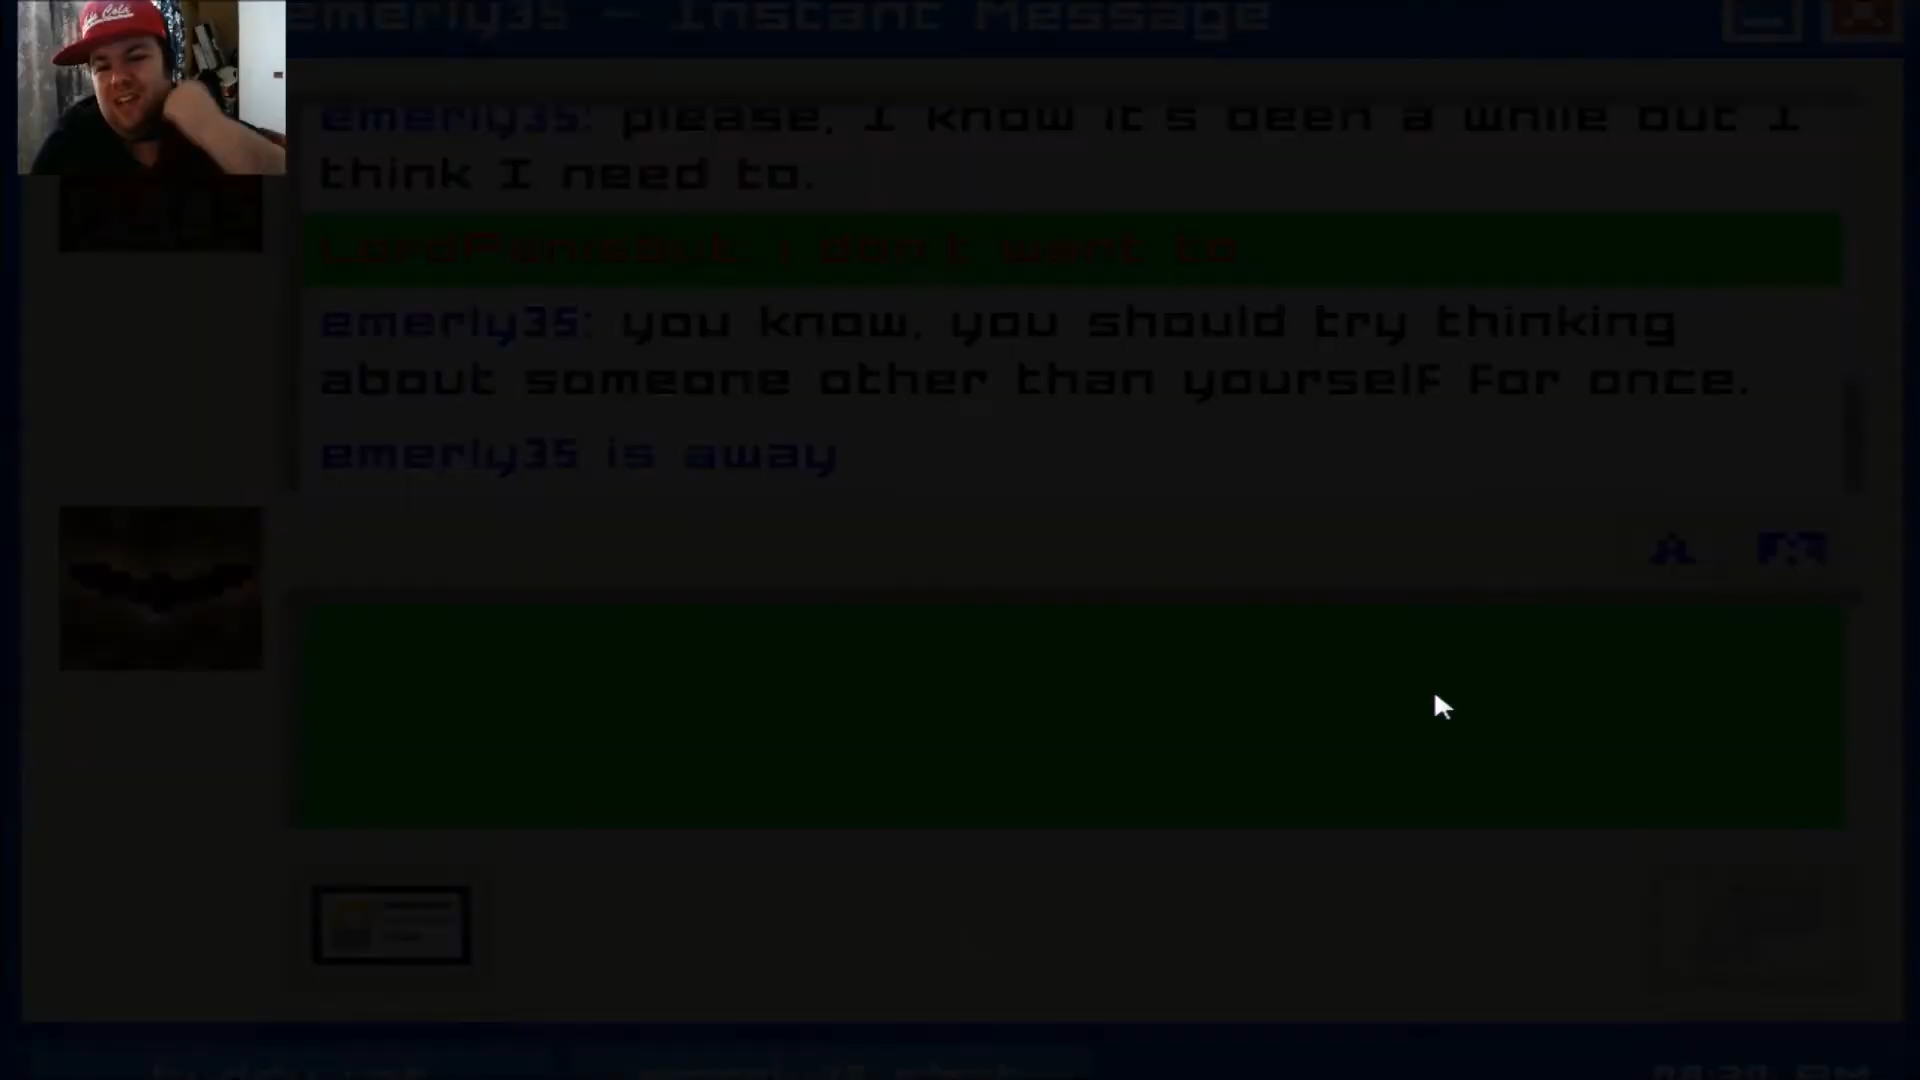 emerly35 - Instant Message
emerly35: please, I know it's been a while but I
think I need to.
LordPenisBut: i don't want to
emerly35: you know, you should try thinking
about someone other than yourself for once.
emerly35 is away
A